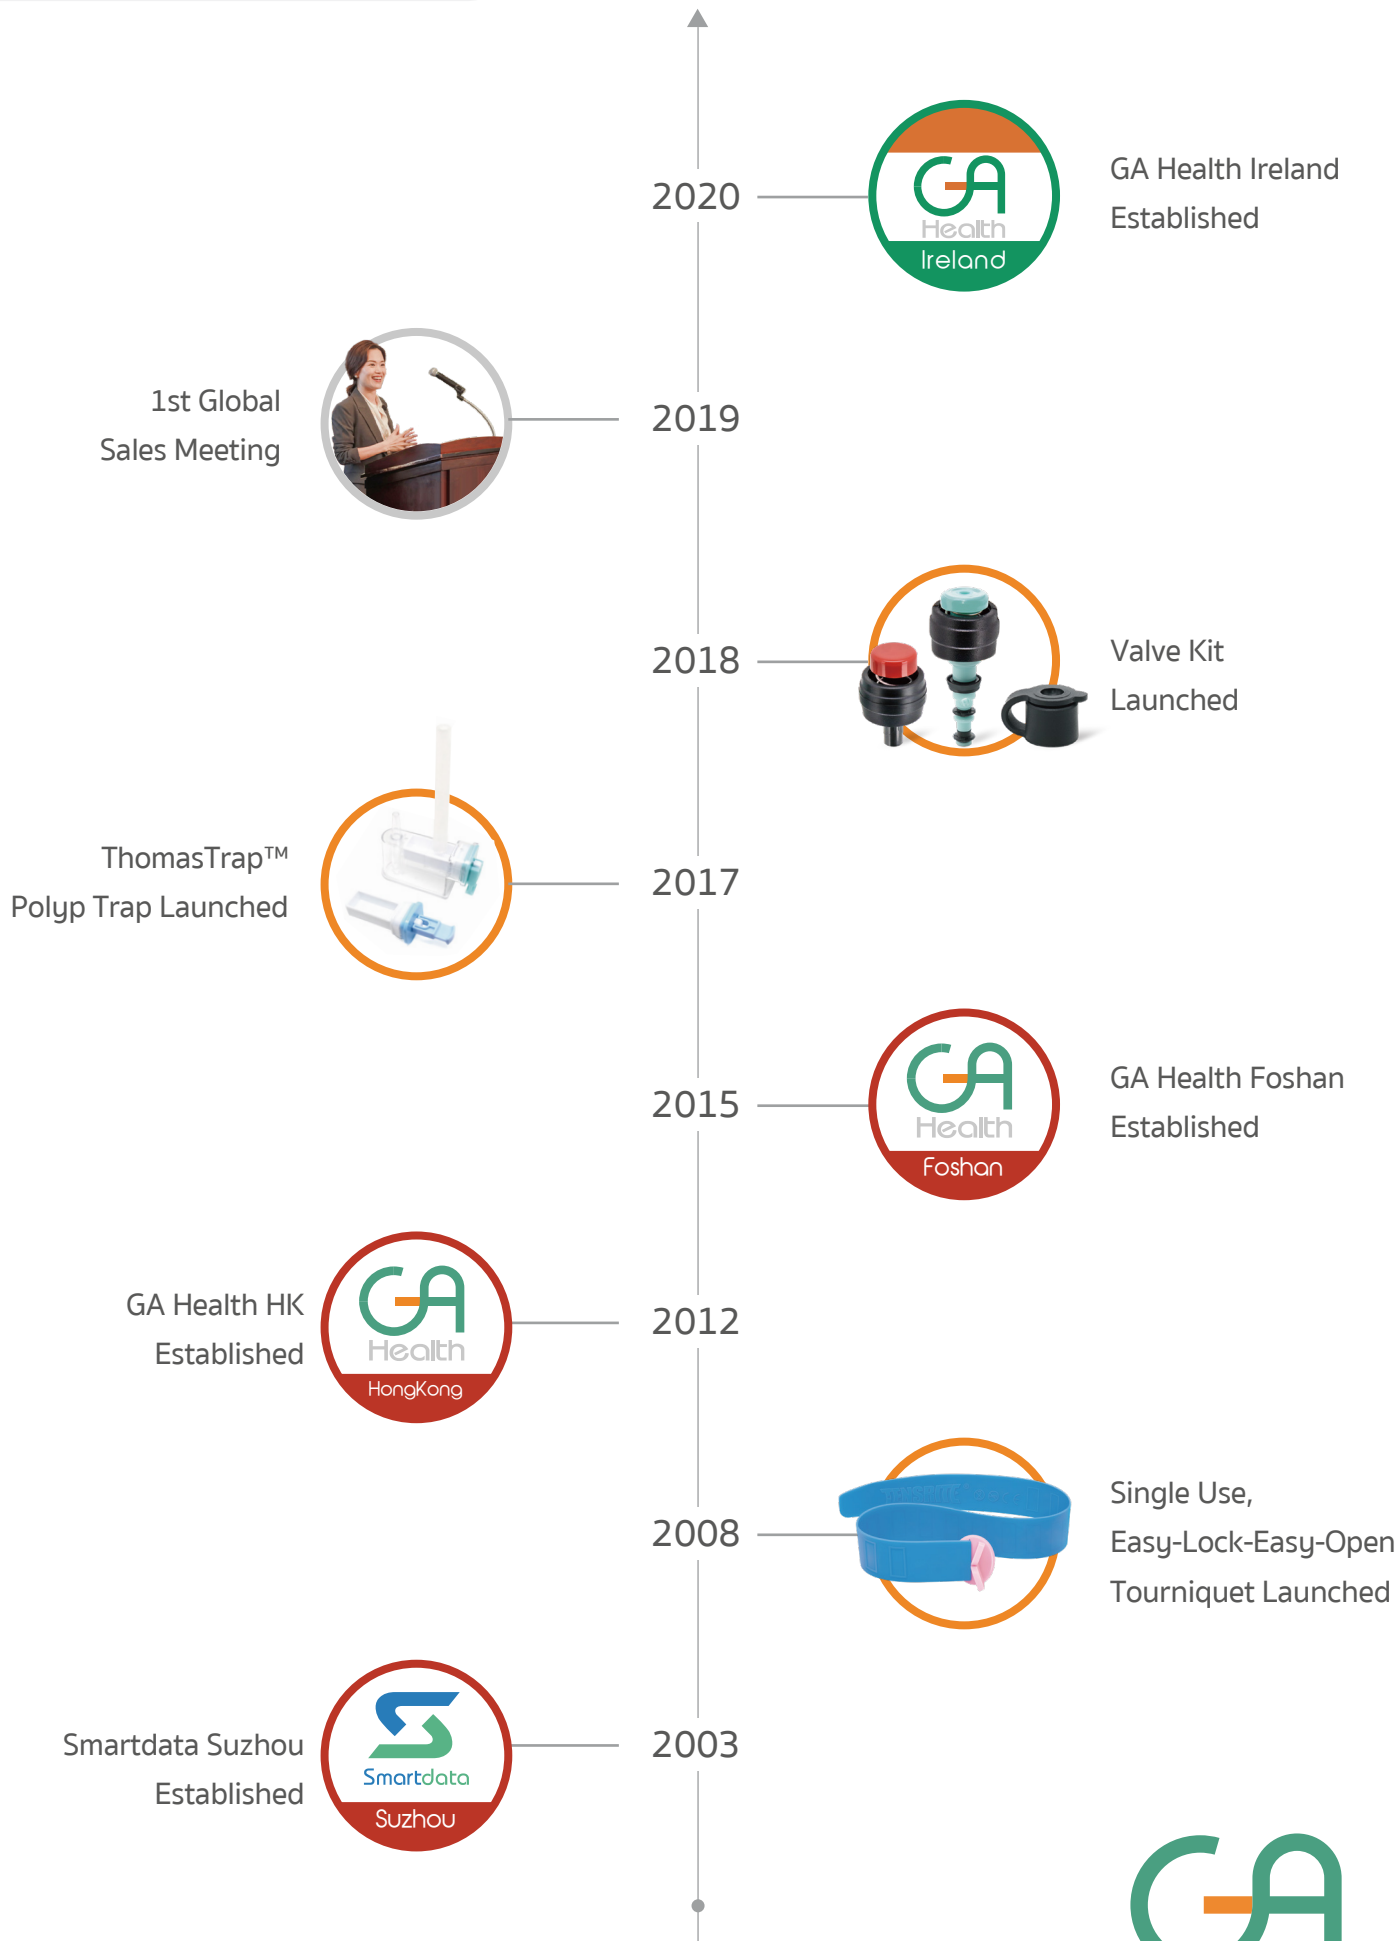 2020
GA
Health
Ireland
GA Health Ireland
Established
1st Global
Sales Meeting
2019
2018
Valve Kit
Launched
ThomasTrap™
Polyp Trap Launched
2017
2015
GA
Health
Foshan
GA Health Foshan
Established
GA Health HK
Established
GA
Health
HongKong
2012
2008
Single Use,
Easy-Lock-Easy-Open
Tourniquet Launched
Smartdata Suzhou
Established
Smartdata
Suzhou
2003
GA